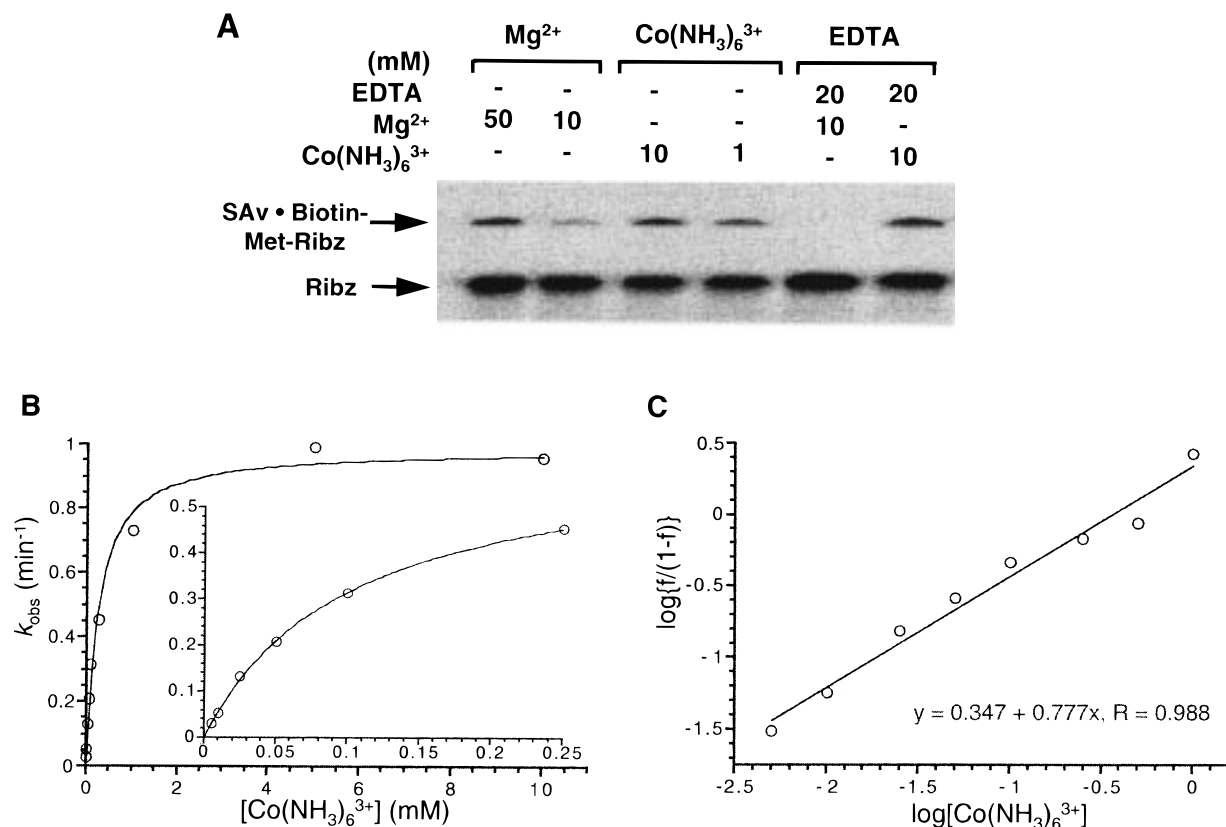 A
Mg²⁺ Co(NH₃)₆³⁺ EDTA
(mM)
EDTA - - - - 20 20
Mg²⁺ 50 10 - - 10 -
Co(NH₃)₆³⁺ - - 10 1 - 10
SAv • Biotin-
Met-Ribz
Ribz
B
kobs (min⁻¹)
1
0.8
0.6
0.4
0.2
0
0 2 4 6 8 10
[Co(NH₃)₆³⁺] (mM)
0.5
0.4
0.3
0.2
0.1
0
0 0.05 0.1 0.15 0.2 0.25
C
log{f/(1-f)}
0.5
0
-0.5
-1
-1.5
-2.5 -2 -1.5 -1 -0.5 0
y = 0.347 + 0.777x, R = 0.988
log[Co(NH₃)₆³⁺]